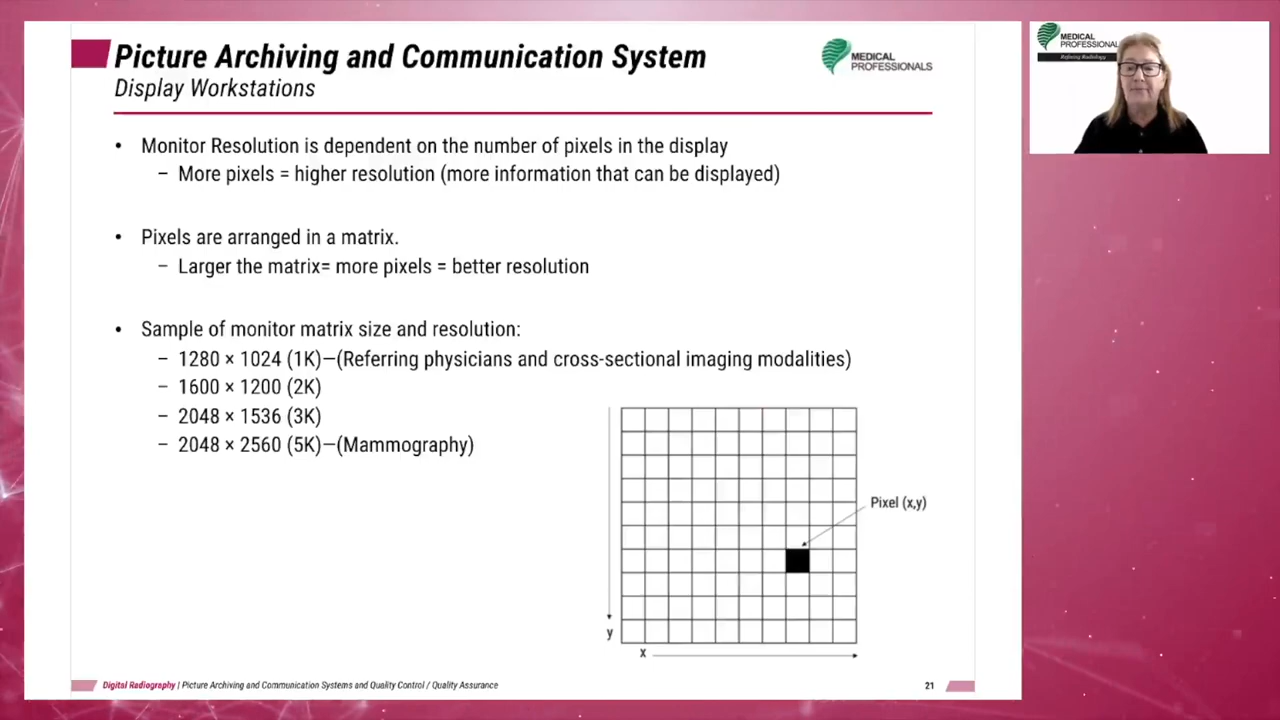 Picture Archiving and Communication System
Display Workstations
MEDICAL
PROFESSIONALS
• Monitor Resolution is dependent on the number of pixels in the display
– More pixels = higher resolution (more information that can be displayed)
• Pixels are arranged in a matrix.
– Larger the matrix= more pixels = better resolution
• Sample of monitor matrix size and resolution:
– 1280 × 1024 (1K)—(Referring physicians and cross-sectional imaging modalities)
– 1600 × 1200 (2K)
– 2048 × 1536 (3K)
– 2048 × 2560 (5K)—(Mammography)
Pixel (x,y)
y
x
Digital Radiography | Picture Archiving and Communication Systems and Quality Control / Quality Assurance
21
MEDICAL
PROFESSIONAL
Refining Radiology